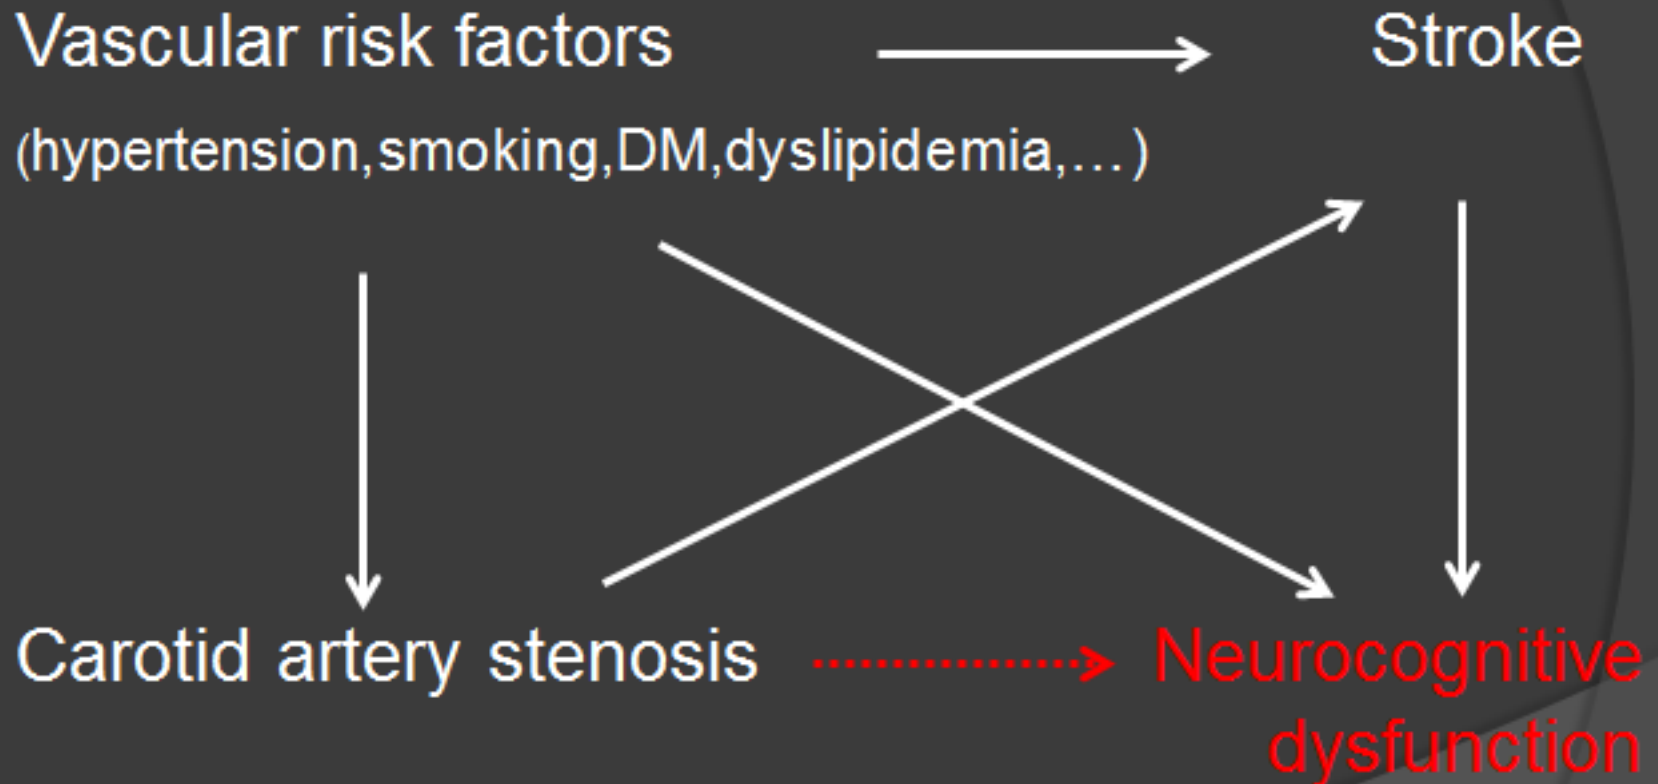 Vascular risk factors
Stroke
(hypertension,smoking,DM,dyslipidemia,...)
Carotid artery stenosis
Neurocognitive
dysfunction